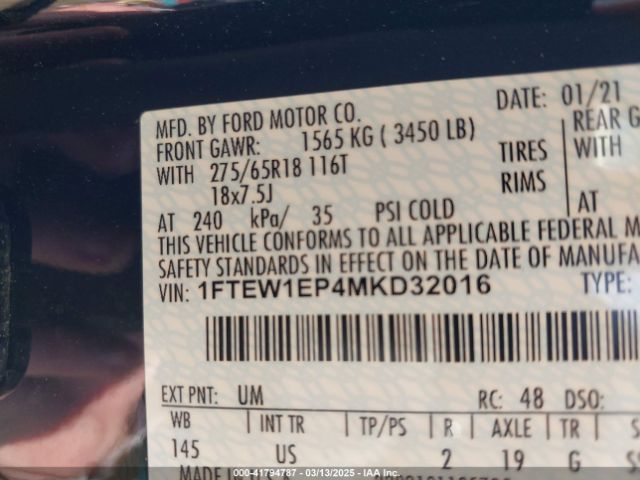 DATE: 01/21
MFD. BY FORD MOTOR CO.
FRONT GAWR: 1565 KG ( 3450 LB) REAR G
WITH 275/65R18 116T TIRES WITH
18x7.5J RIMS
AT 240 kPa/ 35 PSI COLD AT
THIS VEHICLE CONFORMS TO ALL APPLICABLE FEDERAL M
SAFETY STANDARDS IN EFFECT ON THE DATE OF MANUFA
VIN: 1FTEW1EP4MKD32016 TYPE:
EXT PNT: UM RC: 48 DSO:
WB INT TR TP/PS R AXLE TR S
145 US 2 19 G
MADE
000-41794787 - 03/13/2025 - IAAI.COM